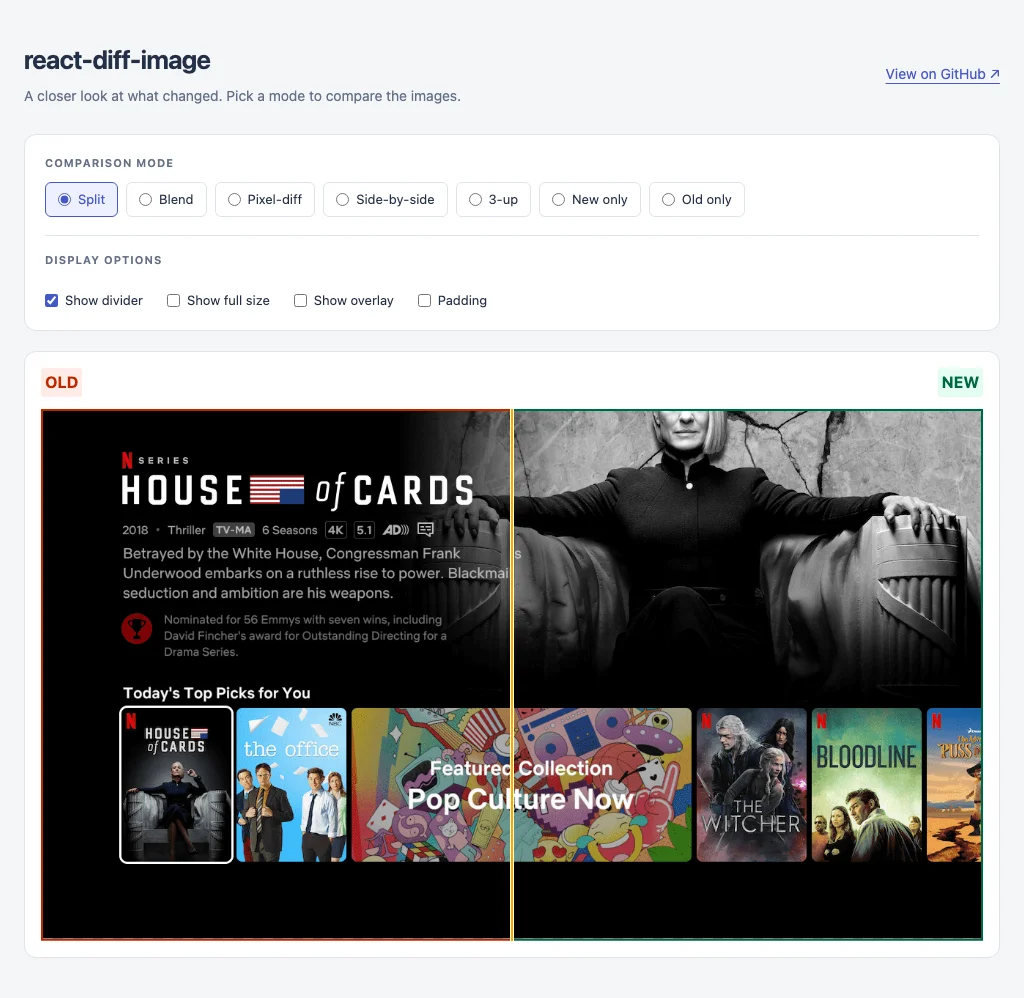 react-diff-image
View on GitHub ↗
A closer look at what changed. Pick a mode to compare the images.
COMPARISON MODE
Split
Blend
Pixel-diff
Side-by-side
3-up
New only
Old only
DISPLAY OPTIONS
Show divider
Show full size
Show overlay
Padding
OLD
NEW
N SERIES
HOUSE of CARDS
2018 • Thriller TV-MA 6 Seasons 4K 5.1 AD
Betrayed by the White House, Congressman Frank s
Underwood embarks on a ruthless rise to power. Blackmai
seduction and ambition are his weapons.
Nominated for 56 Emmys with seven wins, including
David Fincher's award for Outstanding Directing for a
Drama Series.
Today's Top Picks for You
N
HOUSE
of CARDS
NBC
the office
Featured Collection
Pop Culture Now
N
THE
WITCHER
N
BLOODLINE
N
PUSS